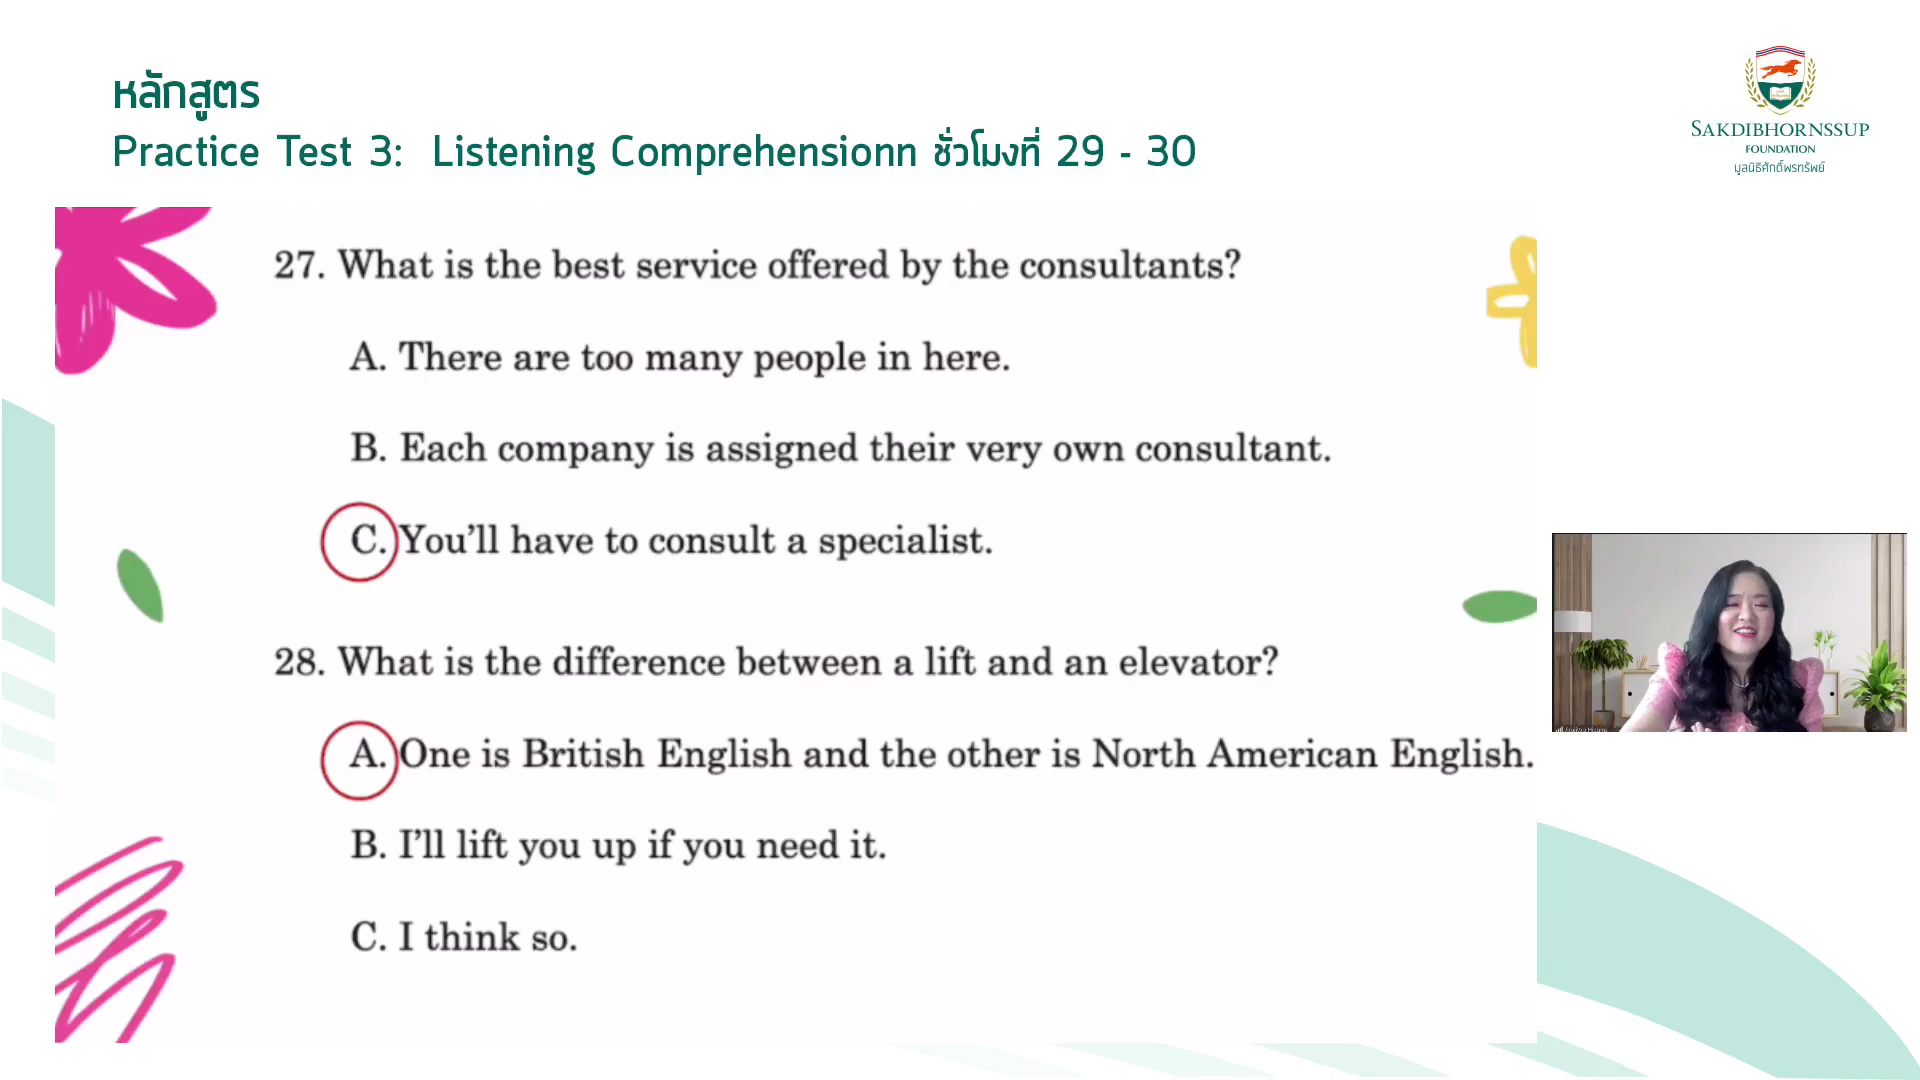 หลักสูตร
Practice Test 3: Listening Comprehensionn ชั่วโมงที่ 29 - 30
SAKDIBHORNSSUP
FOUNDATION
มูลนิธิศักดิ์พรทรัพย์
27. What is the best service offered by the consultants?
A. There are too many people in here.
B. Each company is assigned their very own consultant.
C. You'll have to consult a specialist.
28. What is the difference between a lift and an elevator?
A. One is British English and the other is North American English.
B. I'll lift you up if you need it.
C. I think so.